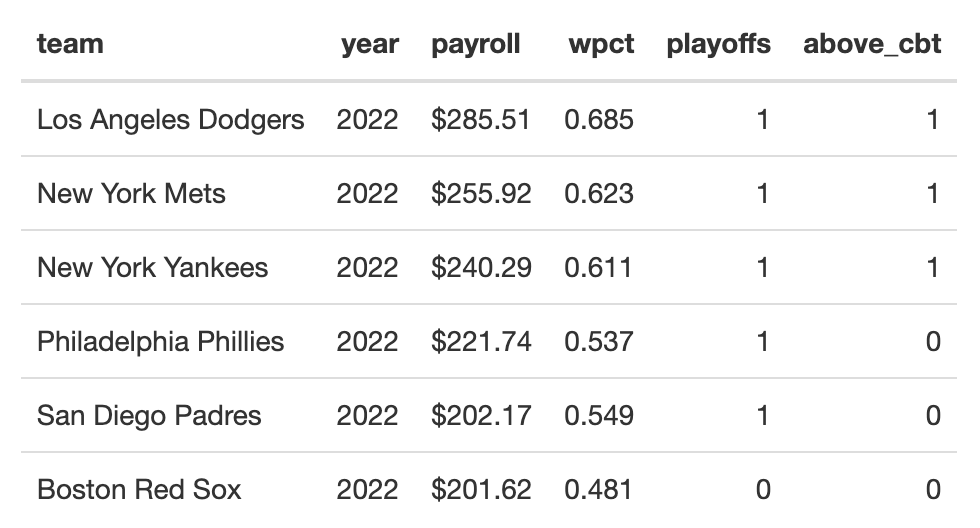 team year payroll wpct playoffs above_cbt
Los Angeles Dodgers 2022 $285.51 0.685 1 1
New York Mets 2022 $255.92 0.623 1 1
New York Yankees 2022 $240.29 0.611 1 1
Philadelphia Phillies 2022 $221.74 0.537 1 0
San Diego Padres 2022 $202.17 0.549 1 0
Boston Red Sox 2022 $201.62 0.481 0 0